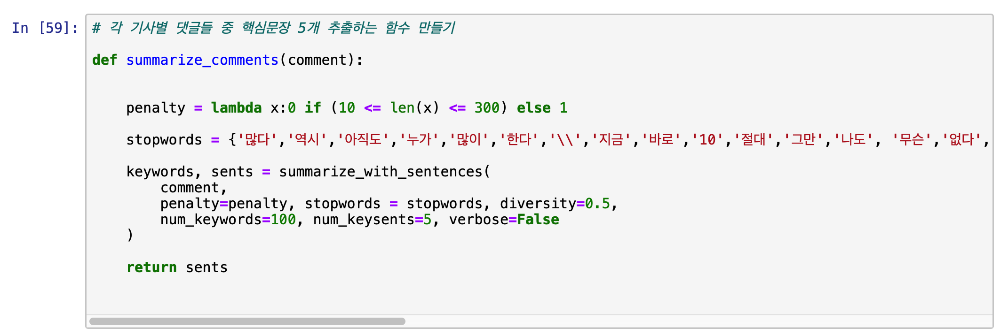 In [59]:
# 각 기사별 댓글들 중 핵심문장 5개 추출하는 함수 만들기
def summarize_comments(comment):
penalty = lambda x:0 if (10 <= len(x) <= 300) else 1
stopwords = {'많다','역시','아직도','누가','많이','한다','\\','지금','바로','10','절대','그만','나도', '무슨','없다',
keywords, sents = summarize_with_sentences(
comment,
penalty=penalty, stopwords = stopwords, diversity=0.5,
num_keywords=100, num_keysents=5, verbose=False
)
return sents